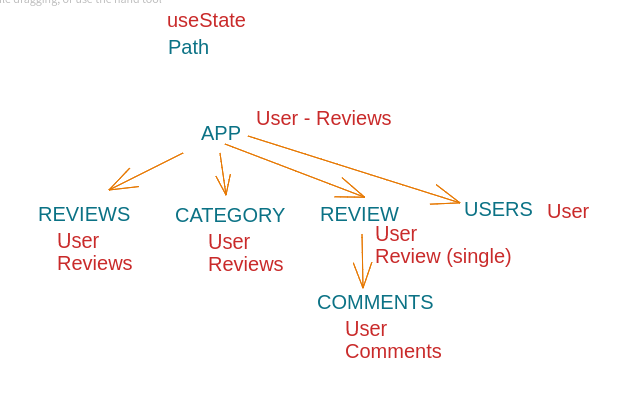 dragging, or use the hand tool
useState
Path
APP
User - Reviews
REVIEWS
User
Reviews
CATEGORY
User
Reviews
REVIEW
User
Review (single)
USERS
User
COMMENTS
User
Comments